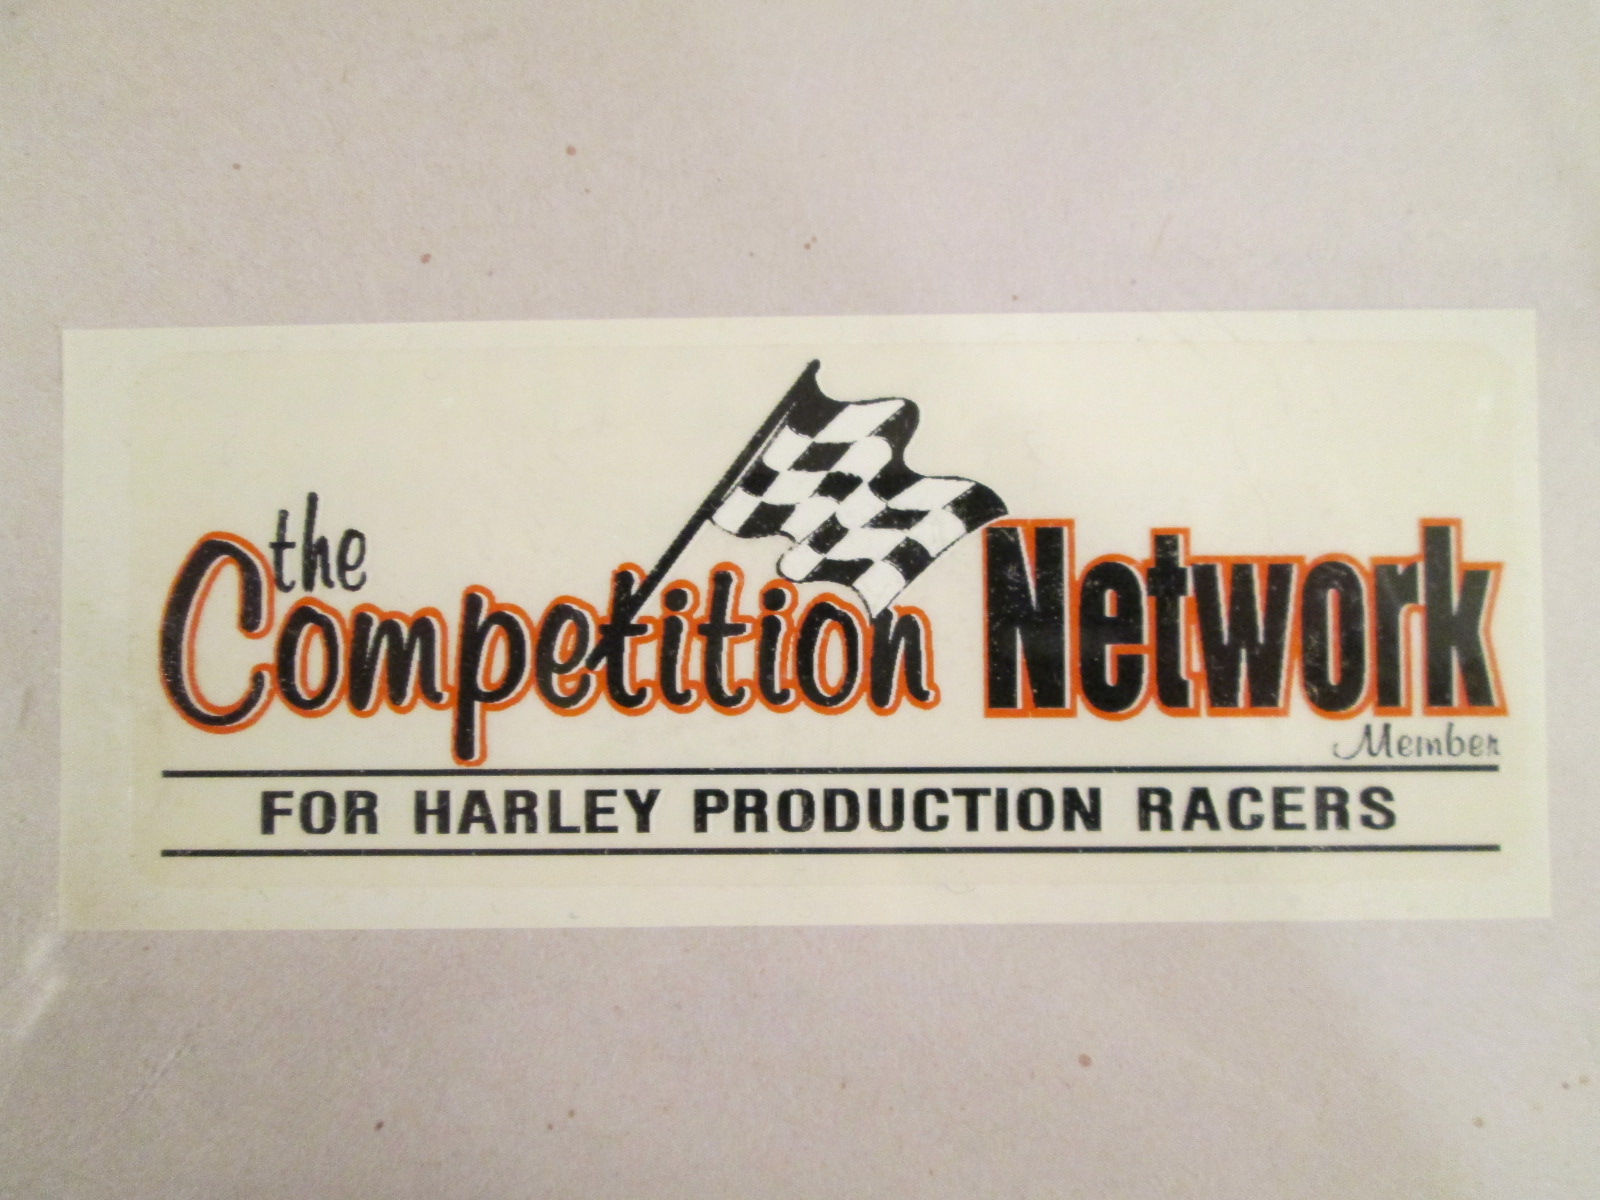 the
Competition Network
Member
FOR HARLEY PRODUCTION RACERS